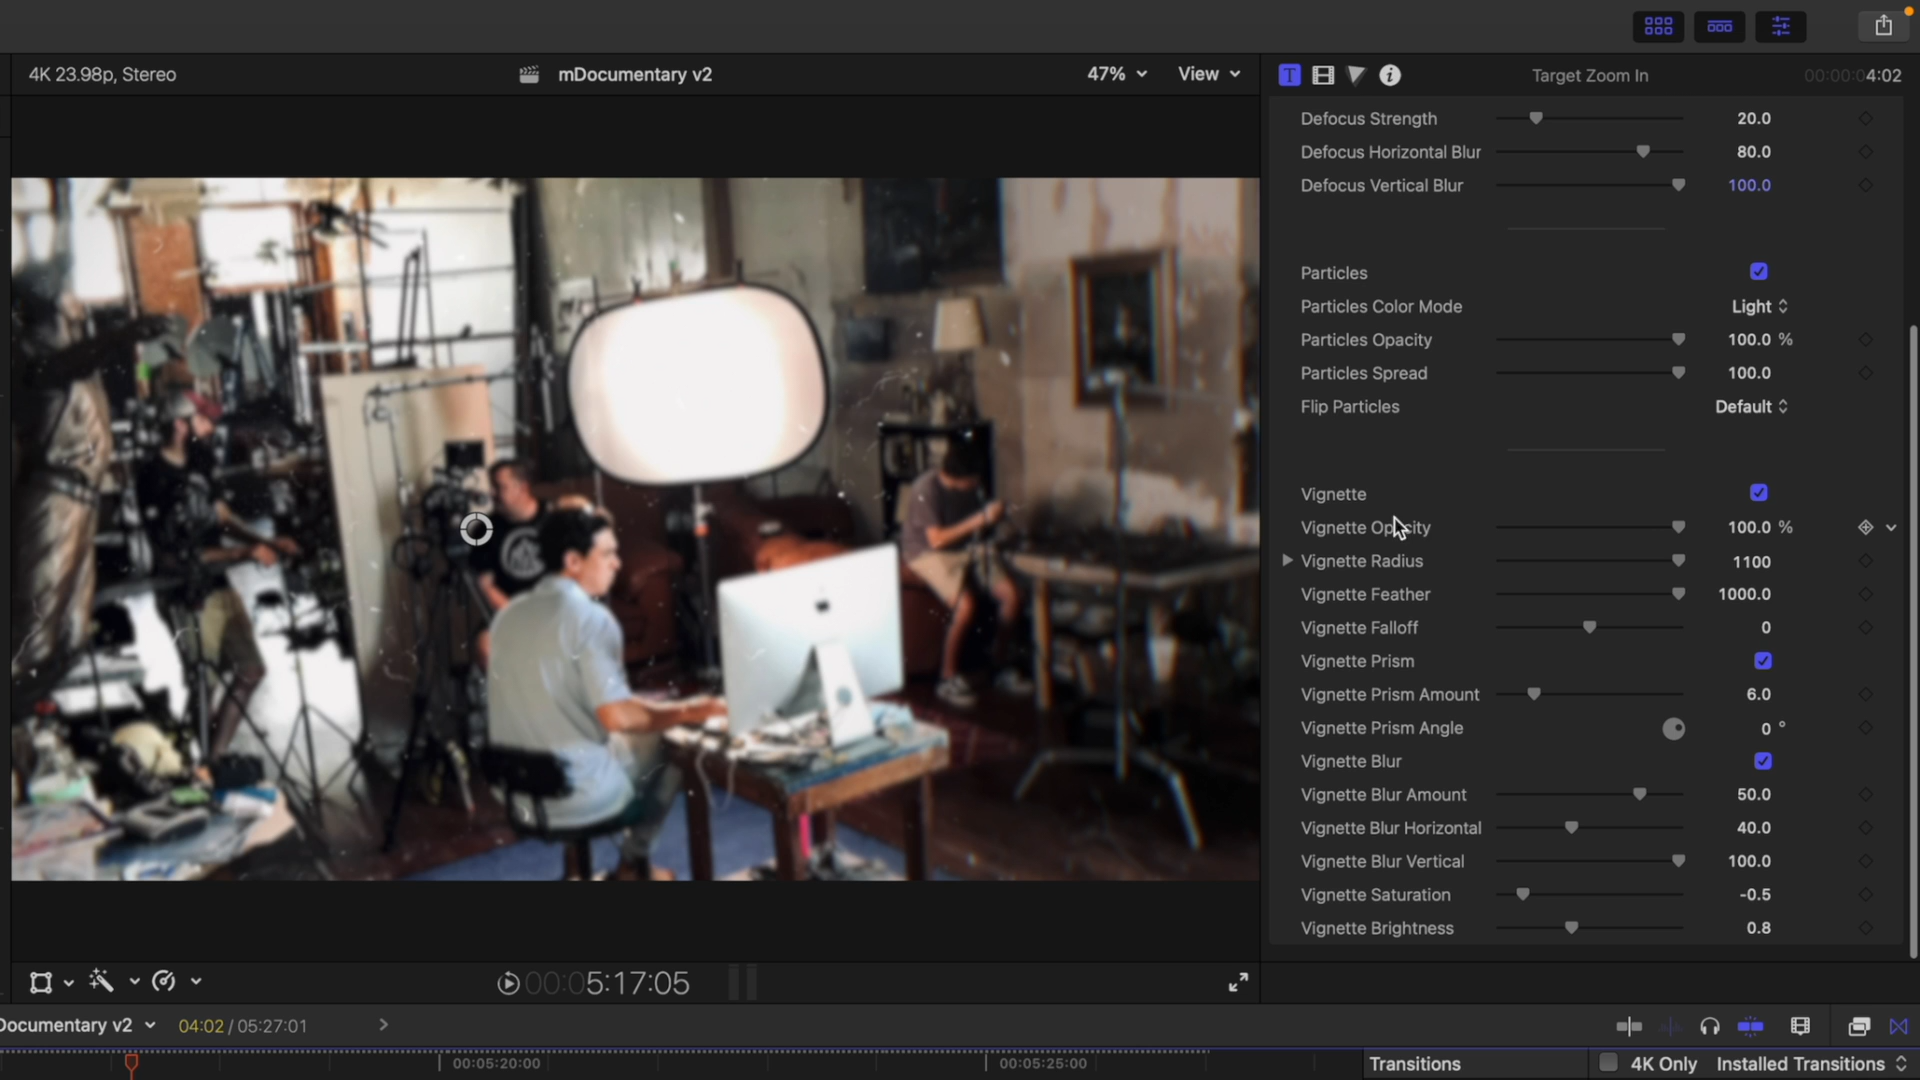 4K 23.98p, Stereo
mDocumentary v2
47%
View
T
Target Zoom In
00:00:04:02
Defocus Strength 20.0
Defocus Horizontal Blur 80.0
Defocus Vertical Blur 100.0
Particles
Particles Color Mode Light
Particles Opacity 100.0 %
Particles Spread 100.0
Flip Particles Default
Vignette
Vignette Opacity 100.0 %
Vignette Radius 1100
Vignette Feather 1000.0
Vignette Falloff 0
Vignette Prism
Vignette Prism Amount 6.0
Vignette Prism Angle 0 °
Vignette Blur
Vignette Blur Amount 50.0
Vignette Blur Horizontal 40.0
Vignette Blur Vertical 100.0
Vignette Saturation -0.5
Vignette Brightness 0.8
00:05:17:05
Documentary v2
04:02 / 05:27:01
00:05:20:00
00:05:25:00
Transitions
4K Only
Installed Transitions